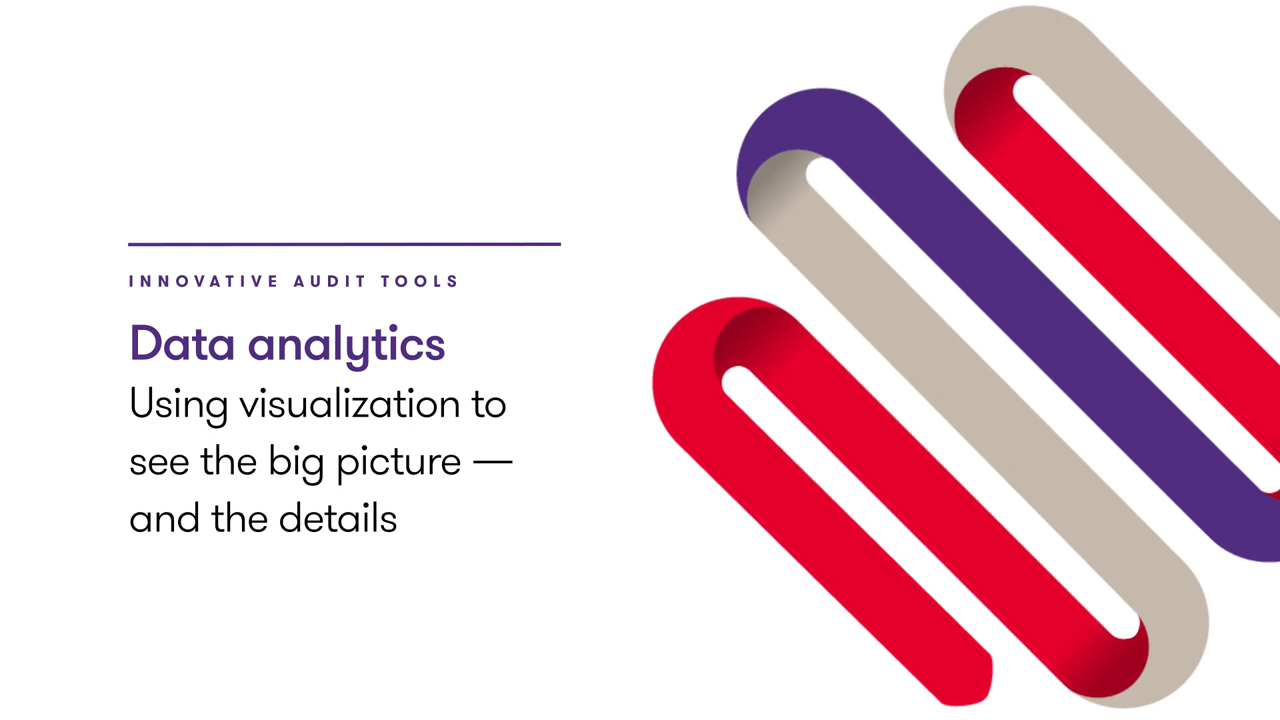 INNOVATIVE AUDIT TOOLS
Data analytics
Using visualization to
see the big picture —
and the details